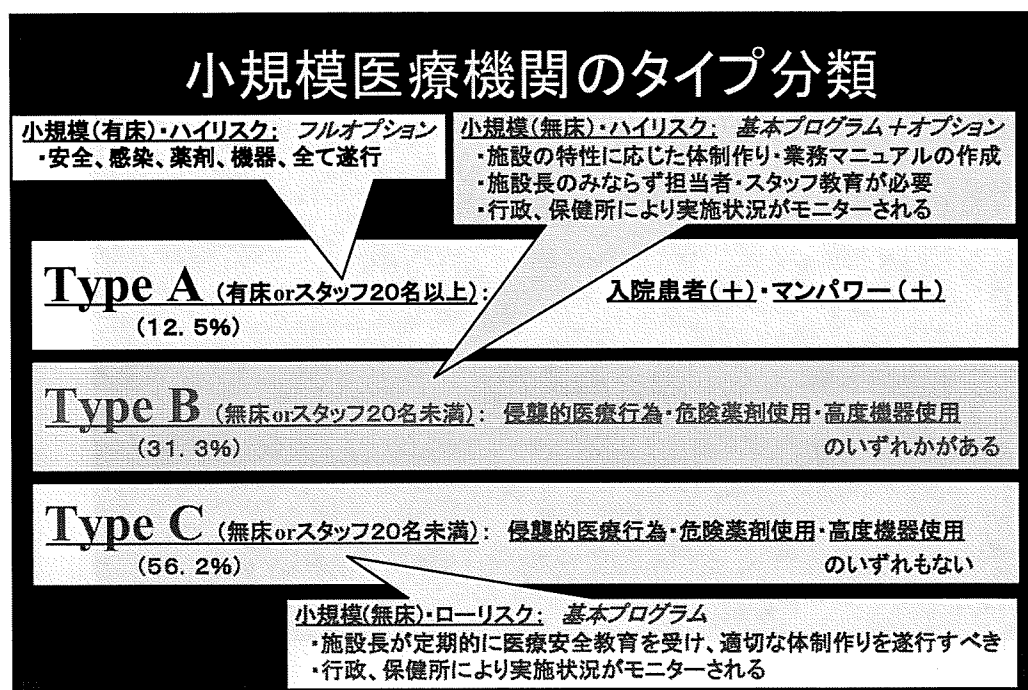 小規模医療機関のタイプ分類
小規模(有床)・ハイリスク: フルオプション
・安全、感染、薬剤、機器、全て遂行
小規模(無床)・ハイリスク: 基本プログラム+オプション
・施設の特性に応じた体制作り・業務マニュアルの作成
・施設長のみならず担当者・スタッフ教育が必要
・行政、保健所により実施状況がモニターされる
Type A (有床orスタッフ20名以上): 入院患者(+)・マンパワー(+)
(12. 5%)
Type B (無床orスタッフ20名未満): 侵襲的医療行為・危険薬剤使用・高度機器使用
(31. 3%) のいずれかがある
Type C (無床orスタッフ20名未満): 侵襲的医療行為・危険薬剤使用・高度機器使用
(56. 2%) のいずれもない
小規模(無床)・ローリスク: 基本プログラム
・施設長が定期的に医療安全教育を受け、適切な体制作りを遂行すべき
・行政、保健所により実施状況がモニターされる